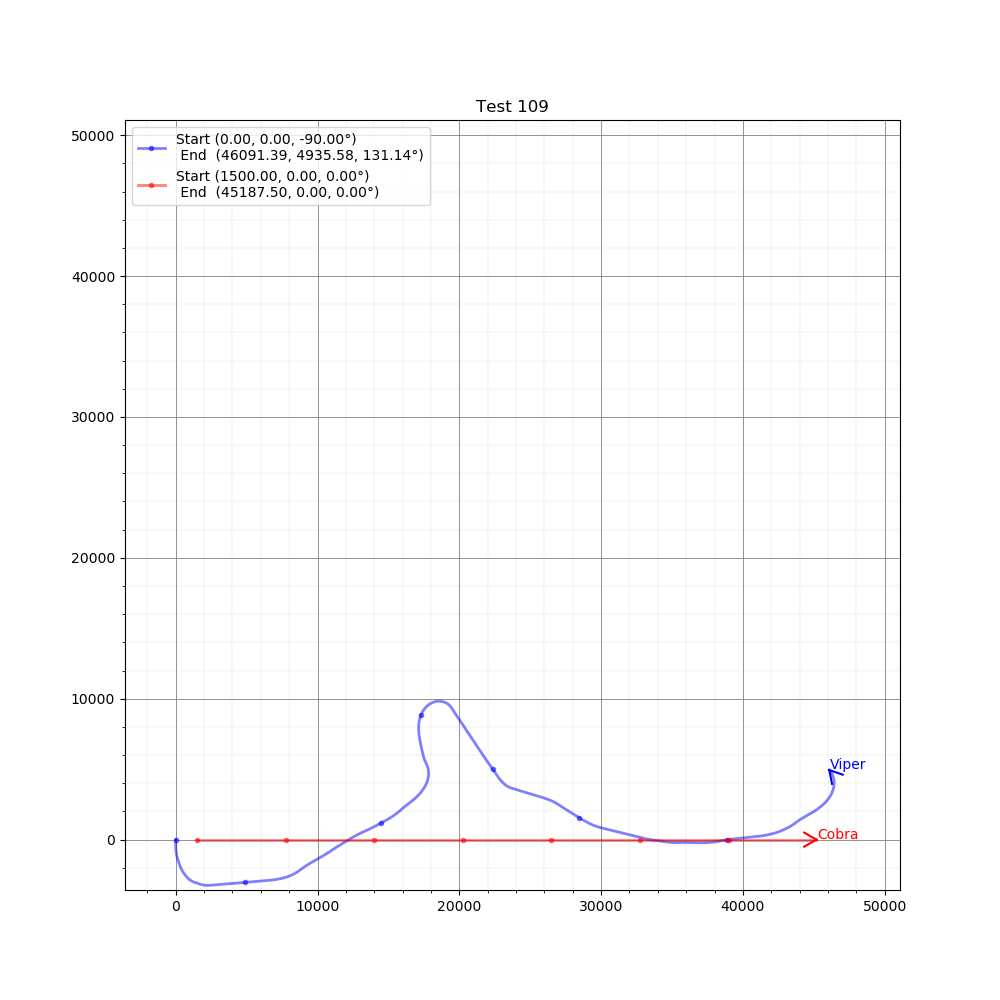 Test 109
50000
40000
30000
20000
10000
0
Start (0.00, 0.00, -90.00°)
End (46091.39, 4935.58, 131.14°)
Start (1500.00, 0.00, 0.00°)
End (45187.50, 0.00, 0.00°)
Viper
Cobra
0
10000
20000
30000
40000
50000